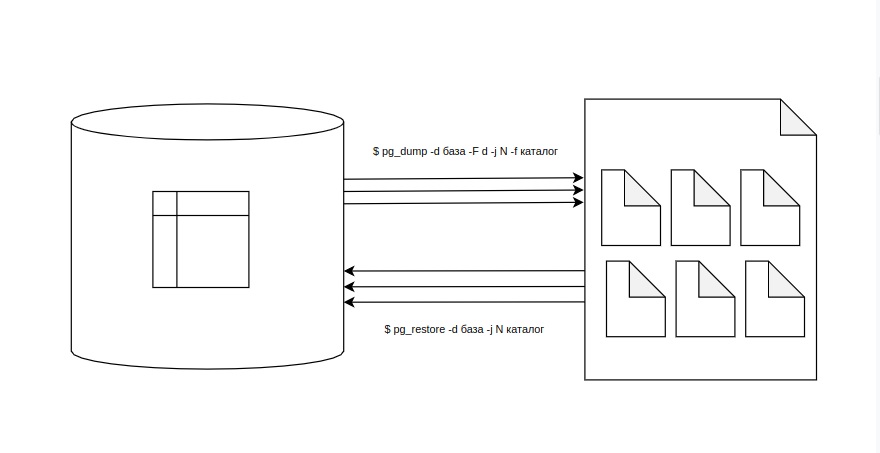 $ pg_dump -d база -F d -j N -f каталог
$ pg_restore -d база -j N каталог